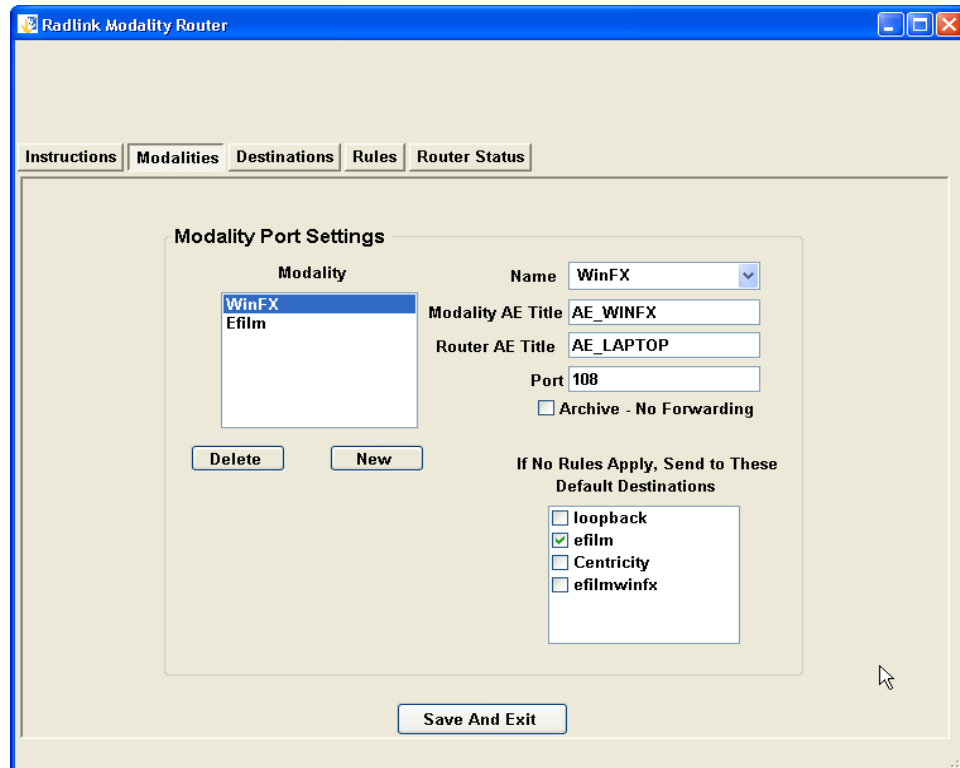 Radlink Modality Router
Instructions Modalities Destinations Rules Router Status
Modality Port Settings
Modality
WinFX
Efilm
Delete New
Name WinFX
Modality AE Title AE_WINFX
Router AE Title AE_LAPTOP
Port 108
Archive - No Forwarding
If No Rules Apply, Send to These
Default Destinations
loopback
efilm
Centricity
efilmwinfx
Save And Exit